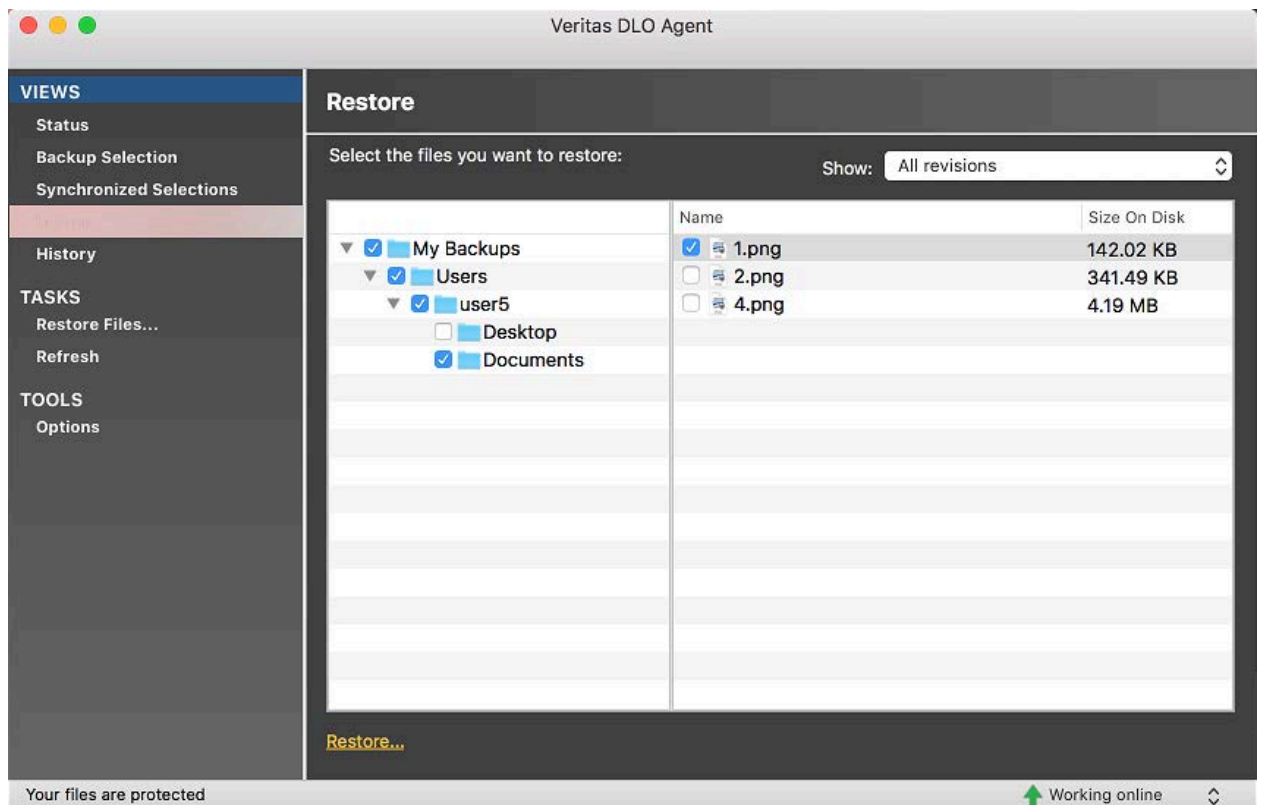 Veritas DLO Agent
VIEWS
Status
Backup Selection
Synchronized Selections
History
TASKS
Restore Files...
Refresh
TOOLS
Options
Restore
Select the files you want to restore:
Show: All revisions
Name Size On Disk
My Backups
Users
user5
Desktop
Documents
1.png 142.02 KB
2.png 341.49 KB
4.png 4.19 MB
Restore...
Your files are protected
Working online